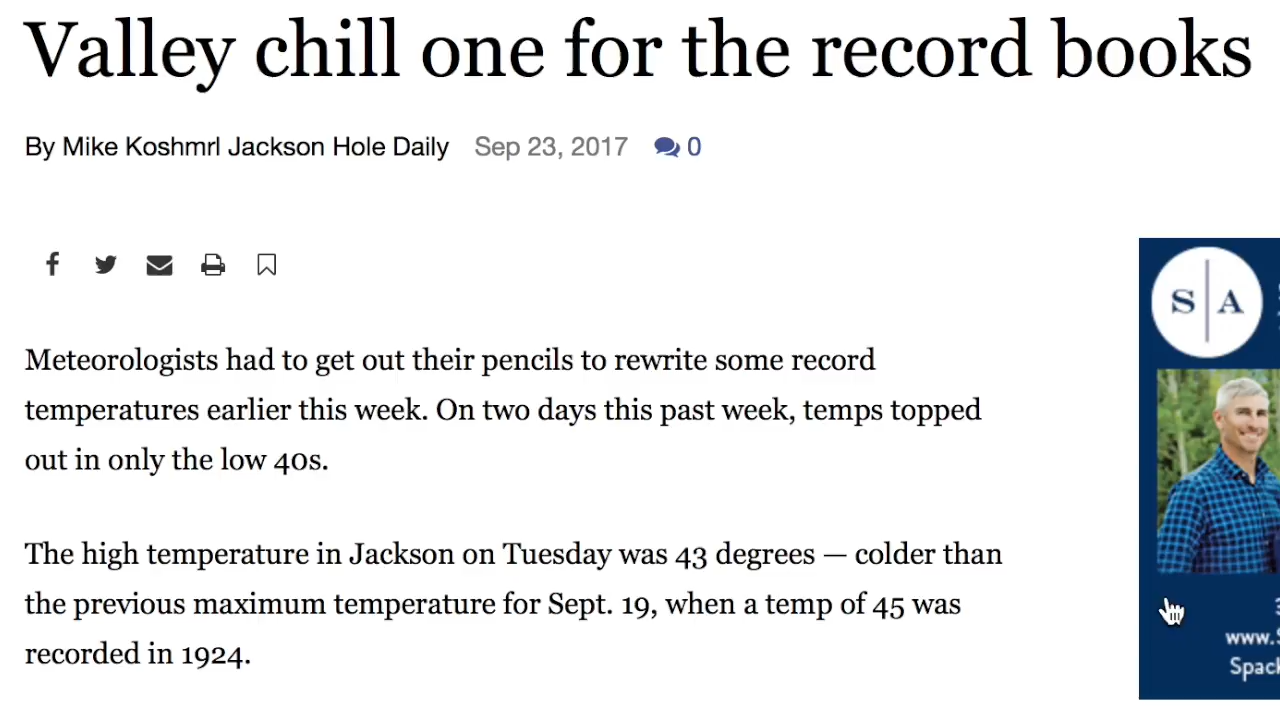 Valley chill one for the record books
By Mike Koshmrl Jackson Hole Daily Sep 23, 2017 0
S A
Meteorologists had to get out their pencils to rewrite some record
temperatures earlier this week. On two days this past week, temps topped
out in only the low 40s.
The high temperature in Jackson on Tuesday was 43 degrees — colder than
the previous maximum temperature for Sept. 19, when a temp of 45 was
recorded in 1924.
www.
Spack